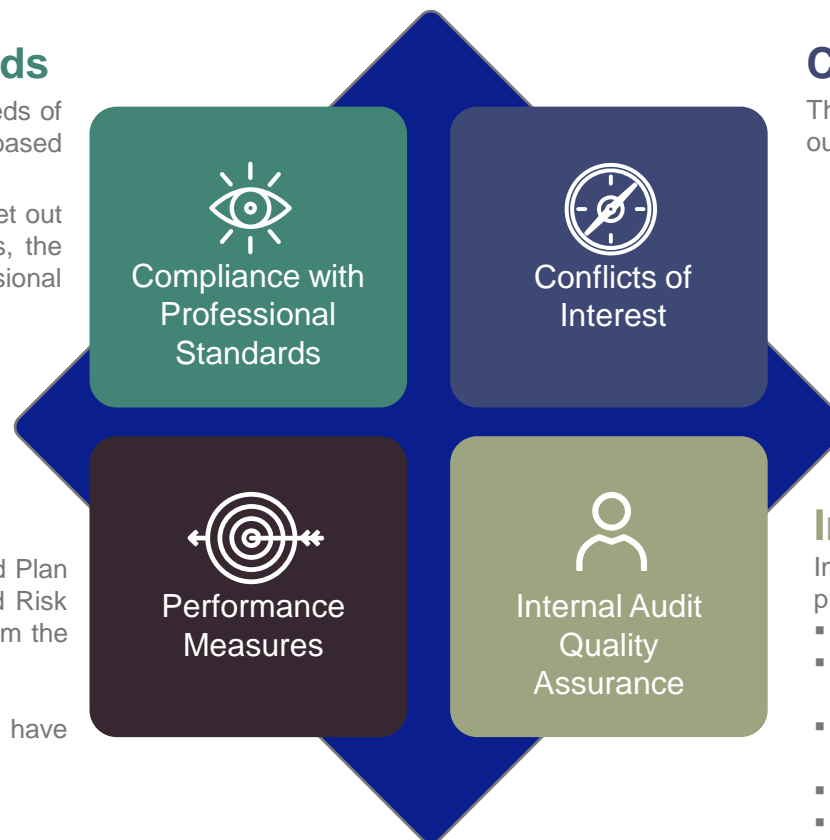 ds
eds of
based
et out
s, the
sional
Compliance with
Professional
Standards
C
Th
ou
Conflicts of
Interest
d Plan
d Risk
m the
have
Performance
Measures
Internal Audit
Quality
Assurance
In
p